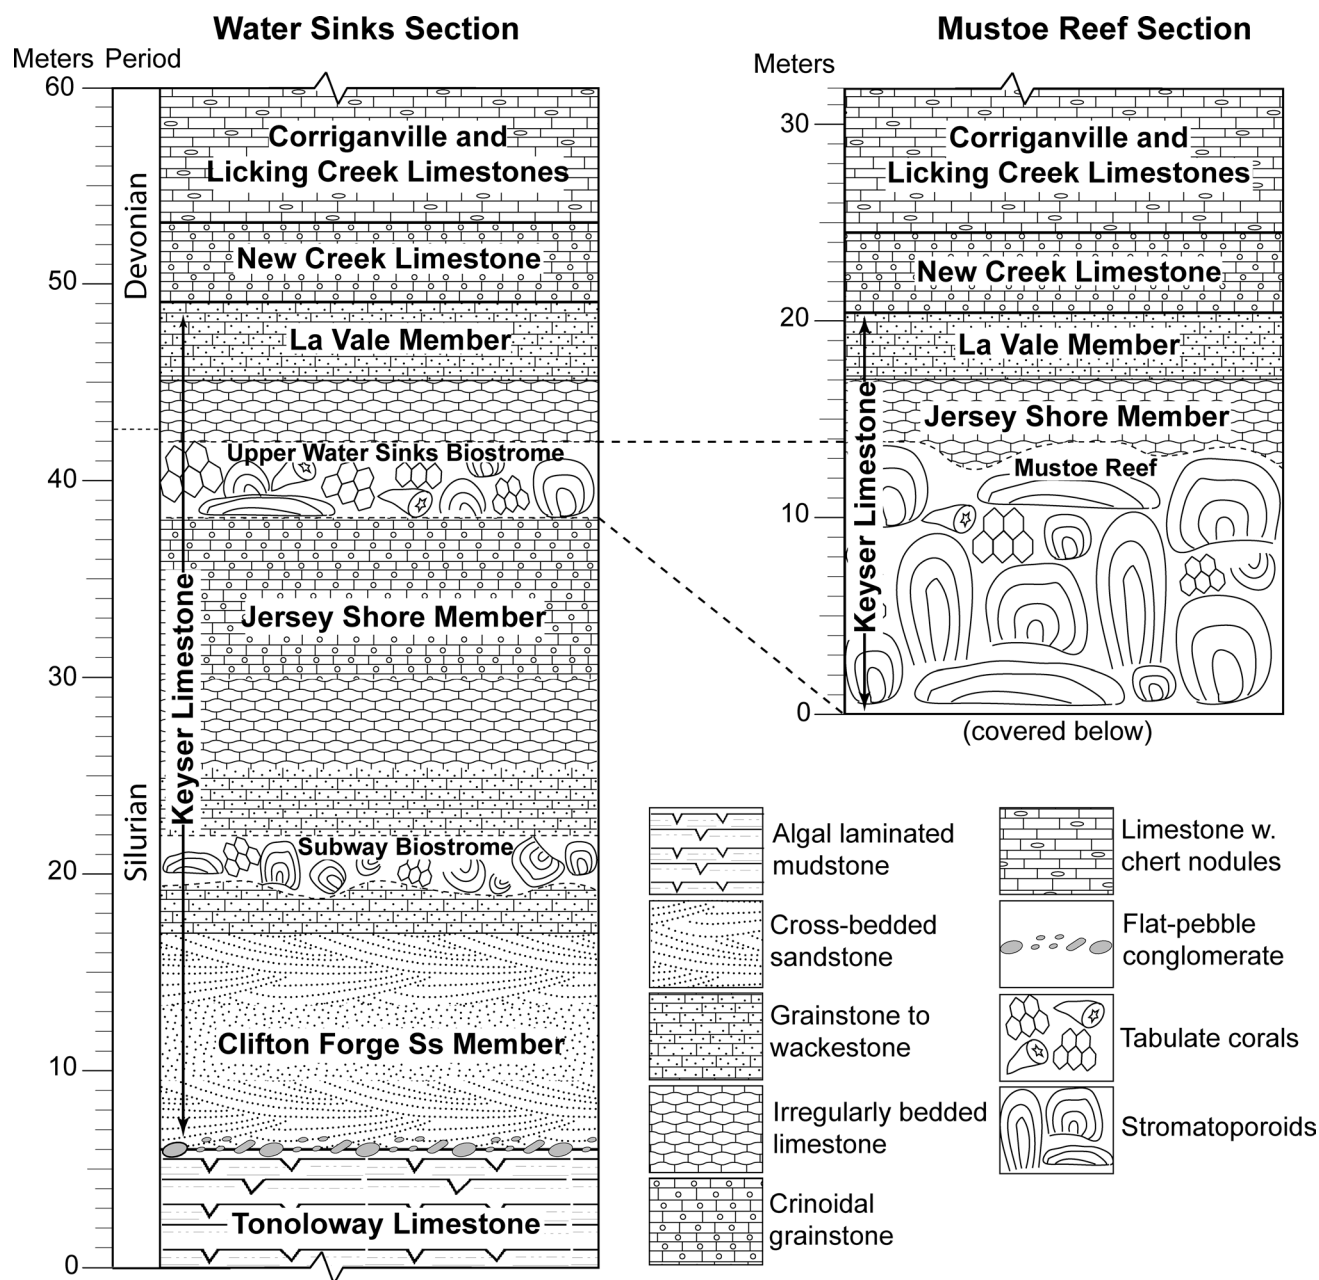 Water Sinks Section
Meters Period
60
50
40
30
20
10
0
Devonian
Silurian
Corriganville and
Licking Creek Limestones
New Creek Limestone
La Vale Member
Upper Water Sinks Biostrome
Jersey Shore Member
Keyser Limestone
Subway Biostrome
Clifton Forge Ss Member
Tonoloway Limestone
Mustoe Reef Section
Meters
30
20
10
0
Corriganville and
Licking Creek Limestones
New Creek Limestone
La Vale Member
Jersey Shore Member
Mustoe Reef
Keyser Limestone
(covered below)
Algal laminated
mudstone
Cross-bedded
sandstone
Grainstone to
wackestone
Irregularly bedded
limestone
Crinoidal
grainstone
Limestone w.
chert nodules
Flat-pebble
conglomerate
Tabulate corals
Stromatoporoids